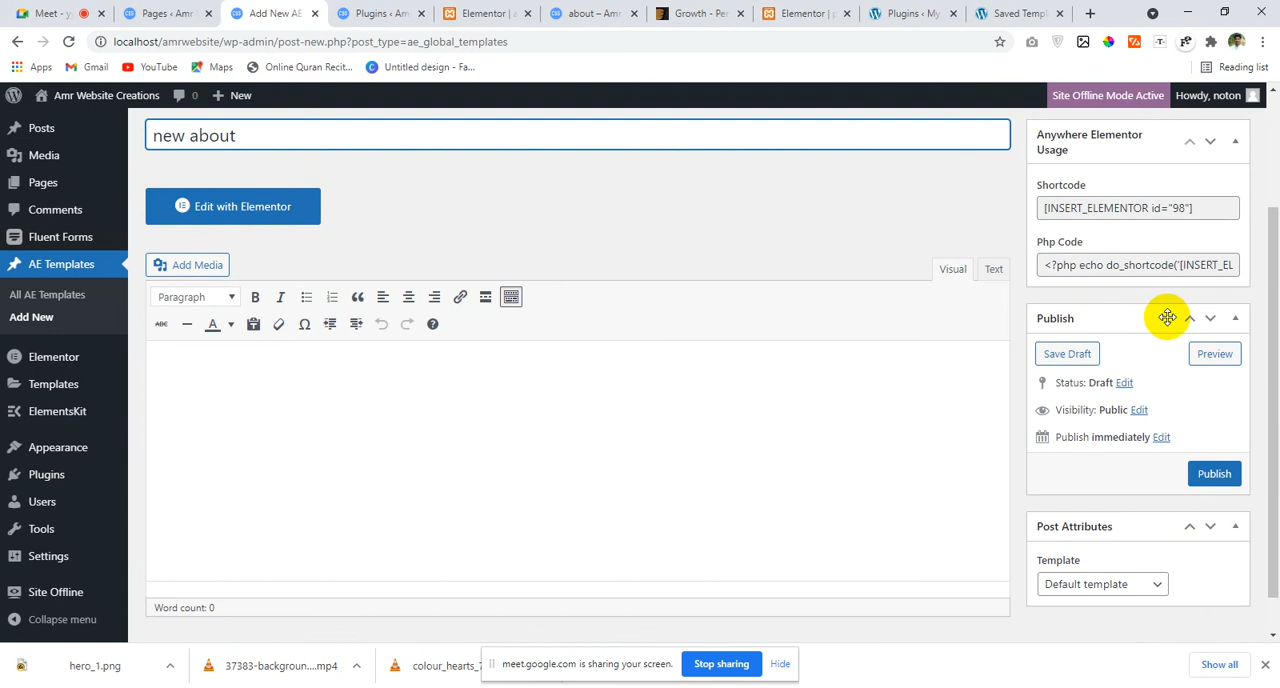 Meet - y
Pages ‹ Amr
Add New AE
Plugins ‹ Am
Elementor | a
about – Amr
Growth - Per
Elementor | p
Plugins ‹ My
Saved Templ
localhost/amrwebsite/wp-admin/post-new.php?post_type=ae_global_templates
Apps
Gmail
YouTube
Maps
Online Quran Recit...
Untitled design - Fa...
Reading list
Amr Website Creations
0
New
Site Offline Mode Active
Howdy, noton
Posts
Media
Pages
Comments
Fluent Forms
AE Templates
All AE Templates
Add New
Elementor
Templates
ElementsKit
Appearance
Plugins
Users
Tools
Settings
Site Offline
Collapse menu
new about
Edit with Elementor
Add Media
Visual
Text
Paragraph
Word count: 0
Anywhere Elementor
Usage
Shortcode
[INSERT_ELEMENTOR id="98"]
Php Code
<?php echo do_shortcode('[INSERT_EL
Publish
Save Draft
Preview
Status: Draft Edit
Visibility: Public Edit
Publish immediately Edit
Publish
Post Attributes
Template
Default template
hero_1.png
37383-backgroun....mp4
colour_hearts_
meet.google.com is sharing your screen.
Stop sharing
Hide
Show all